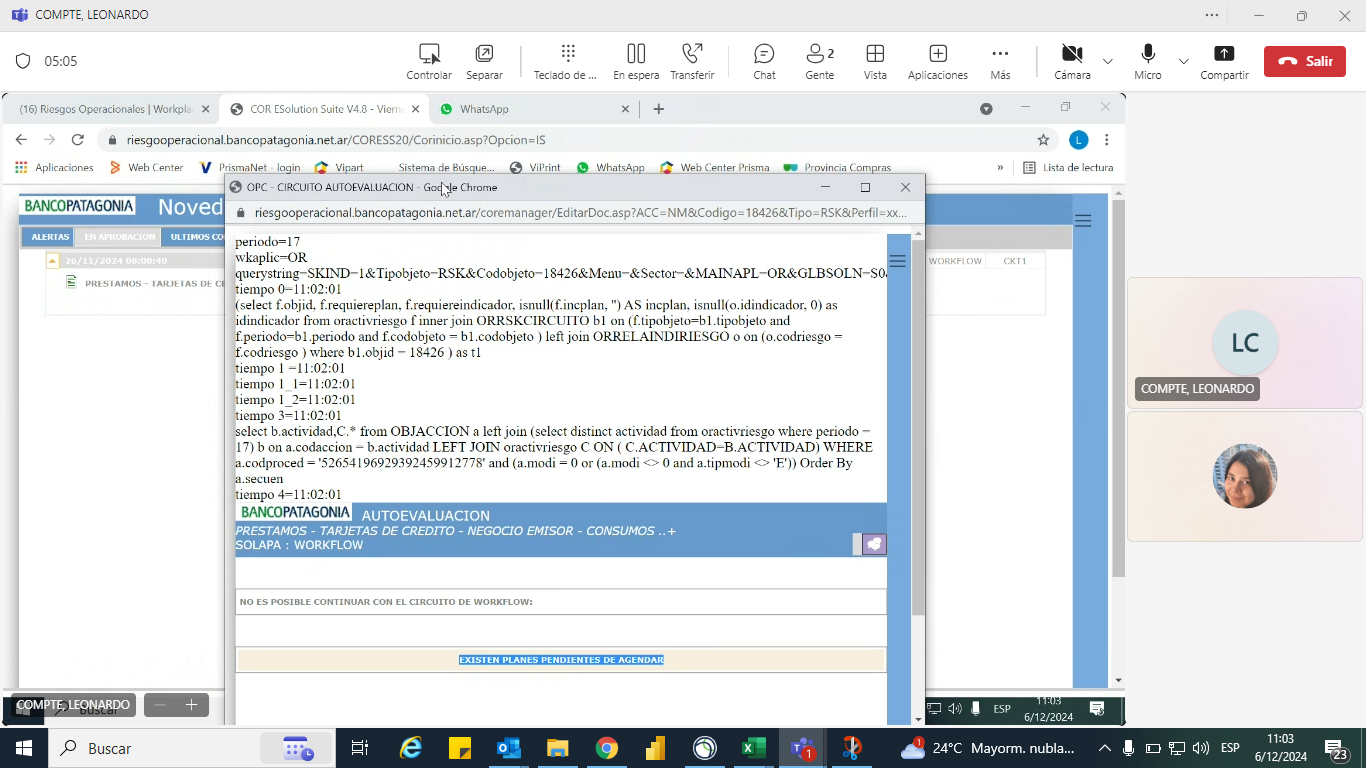 COMPTE, LEONARDO
05:05
Controlar
Separar
Teclado de ...
En espera
Transferir
Chat
2
Gente
Vista
Aplicaciones
Más
Cámara
Micro
Compartir
Salir
(16) Riesgos Operacionales | Workpla
COR ESolution Suite V4.8 - Vierne
WhatsApp
riesgooperacional.bancopatagonia.net.ar/CORESS20/Corinicio.asp?Opcion=IS
L
Aplicaciones
Web Center
PrismaNet - login
Vipart
Sistema de Búsque...
ViPrint
WhatsApp
Web Center Prisma
Provincia Compras
»
Lista de lectura
OPC - CIRCUITO AUTOEVALUACION - Google Chrome
riesgooperacional.bancopatagonia.net.ar/coremanager/EditarDoc.asp?ACC=NM&Codigo=18426&Tipo=RSK&Perfil=xx...
BANCOPATAGONIA
Noved
ALERTAS
EN APROBACION
ULTIMOS CO
26/11/2024 08:00:40
WORKFLOW
CKT1
PRESTAMOS - TARJETAS DE CR
periodo=17
wkaplic=OR
querystring=SKIND=1&Tipobjeto=RSK&Codobjeto=18426&Menu=&Sector=&MAINAPL=OR&GLBSOLN=S0&
tiempo 0=11:02:01
(select f.objid, f.requiereplan, f.requiereindicador, isnull(f.incplan, '') AS incplan, isnull(o.idindicador, 0) as
idindicador from oractivriesgo f inner join ORRSKCIRCUITO b1 on (f.tipobjeto=b1.tipobjeto and
f.periodo=b1.periodo and f.codobjeto = b1.codobjeto ) left join ORRELAINDIRIESGO o on (o.codriesgo =
f.codriesgo ) where b1.objid = 18426 ) as t1
tiempo 1 =11:02:01
tiempo 1_1=11:02:01
tiempo 1_2=11:02:01
tiempo 3=11:02:01
select b.actividad,C.* from OBJACCION a left join (select distinct actividad from oractivriesgo where periodo =
17) b on a.codaccion = b.actividad LEFT JOIN oractivriesgo C ON ( C.ACTIVIDAD=B.ACTIVIDAD) WHERE
a.codproced = '52654196929392459912778' and (a.modi = 0 or (a.modi <> 0 and a.tipmodi <> 'E')) Order By
a.secuen
tiempo 4=11:02:01
BANCOPATAGONIA
AUTOEVALUACION
PRESTAMOS - TARJETAS DE CREDITO - NEGOCIO EMISOR - CONSUMOS ..+
SOLAPA : WORKFLOW
NO ES POSIBLE CONTINUAR CON EL CIRCUITO DE WORKFLOW:
EXISTEN PLANES PENDIENTES DE AGENDAR
LC
COMPTE, LEONARDO
COMPTE, LEONARDO
Buscar
ESP
11:03
6/12/2024
Buscar
1
1
24°C Mayorm. nubla...
ESP
11:03
6/12/2024
23